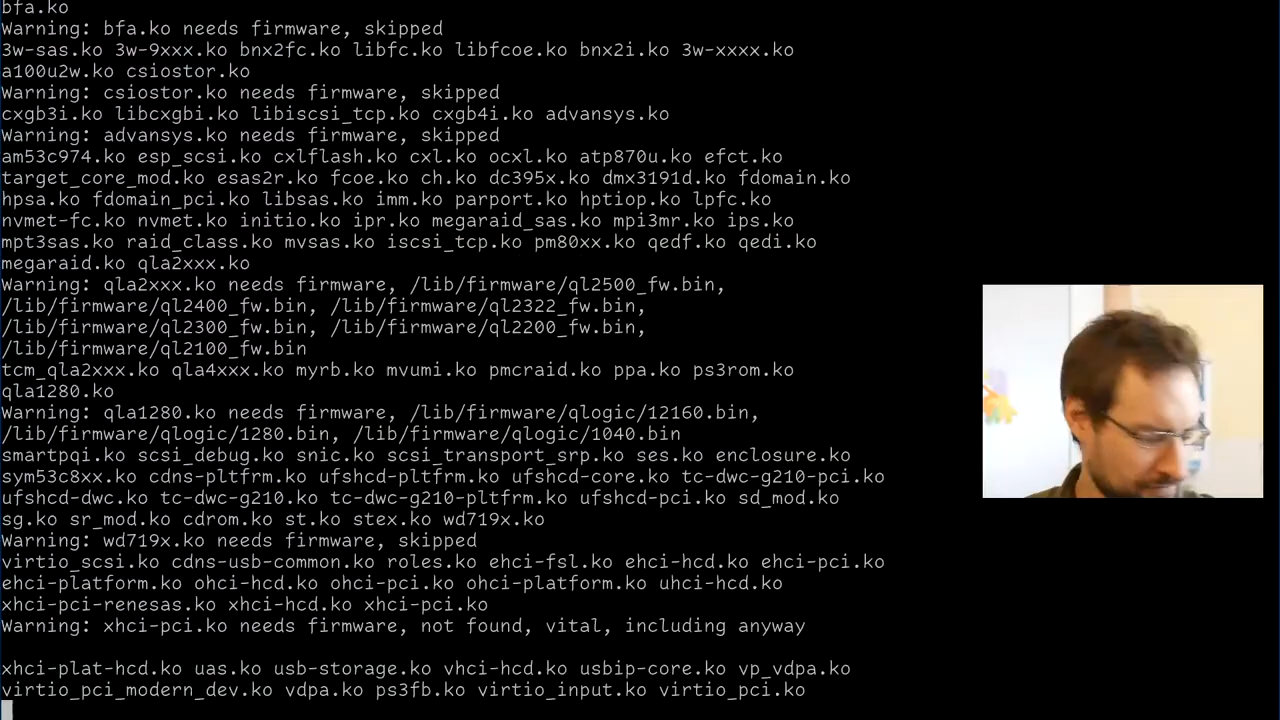 bfa.ko
Warning: bfa.ko needs firmware, skipped
3w-sas.ko 3w-9xxx.ko bnx2fc.ko libfc.ko libfcoe.ko bnx2i.ko 3w-xxxx.ko
a100u2w.ko csiostor.ko
Warning: csiostor.ko needs firmware, skipped
cxgb3i.ko libcxgbi.ko libiscsi_tcp.ko cxgb4i.ko advansys.ko
Warning: advansys.ko needs firmware, skipped
am53c974.ko esp_scsi.ko cxlflash.ko cxl.ko ocxl.ko atp870u.ko efct.ko
target_core_mod.ko esas2r.ko fcoe.ko ch.ko dc395x.ko dmx3191d.ko fdomain.ko
hpsa.ko fdomain_pci.ko libsas.ko imm.ko parport.ko hptiop.ko lpfc.ko
nvmet-fc.ko nvmet.ko initio.ko ipr.ko megaraid_sas.ko mpi3mr.ko ips.ko
mpt3sas.ko raid_class.ko mvsas.ko iscsi_tcp.ko pm80xx.ko qedf.ko qedi.ko
megaraid.ko qla2xxx.ko
Warning: qla2xxx.ko needs firmware, /lib/firmware/ql2500_fw.bin,
/lib/firmware/ql2400_fw.bin, /lib/firmware/ql2322_fw.bin,
/lib/firmware/ql2300_fw.bin, /lib/firmware/ql2200_fw.bin,
/lib/firmware/ql2100_fw.bin
tcm_qla2xxx.ko qla4xxx.ko myrb.ko mvumi.ko pmcraid.ko ppa.ko ps3rom.ko
qla1280.ko
Warning: qla1280.ko needs firmware, /lib/firmware/qlogic/12160.bin,
/lib/firmware/qlogic/1280.bin, /lib/firmware/qlogic/1040.bin
smartpqi.ko scsi_debug.ko snic.ko scsi_transport_srp.ko ses.ko enclosure.ko
sym53c8xx.ko cdns-pltfrm.ko ufshcd-pltfrm.ko ufshcd-core.ko tc-dwc-g210-pci.ko
ufshcd-dwc.ko tc-dwc-g210.ko tc-dwc-g210-pltfrm.ko ufshcd-pci.ko sd_mod.ko
sg.ko sr_mod.ko cdrom.ko st.ko stex.ko wd719x.ko
Warning: wd719x.ko needs firmware, skipped
virtio_scsi.ko cdns-usb-common.ko roles.ko ehci-fsl.ko ehci-hcd.ko ehci-pci.ko
ehci-platform.ko ohci-hcd.ko ohci-pci.ko ohci-platform.ko uhci-hcd.ko
xhci-pci-renesas.ko xhci-hcd.ko xhci-pci.ko
Warning: xhci-pci.ko needs firmware, not found, vital, including anyway
xhci-plat-hcd.ko uas.ko usb-storage.ko vhci-hcd.ko usbip-core.ko vp_vdpa.ko
virtio_pci_modern_dev.ko vdpa.ko ps3fb.ko virtio_input.ko virtio_pci.ko